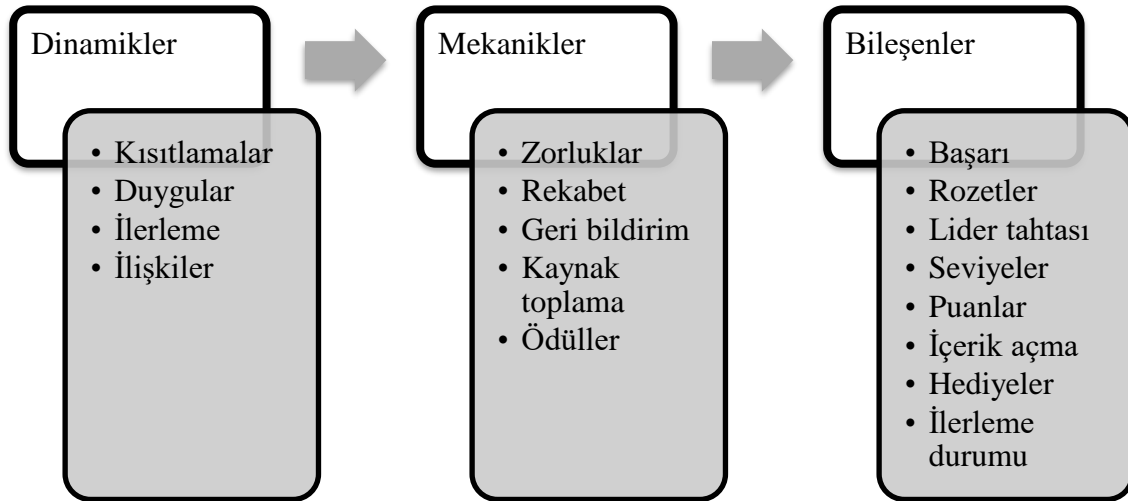 Dinamikler
• Kısıtlamalar
• Duygular
• İlerleme
• İlişkiler
Mekanikler
• Zorluklar
• Rekabet
• Geri bildirim
• Kaynak
toplama
• Ödüller
Bileşenler
• Başarı
• Rozetler
• Lider tahtası
• Seviyeler
• Puanlar
• İçerik açma
• Hediyeler
• İlerleme
durumu